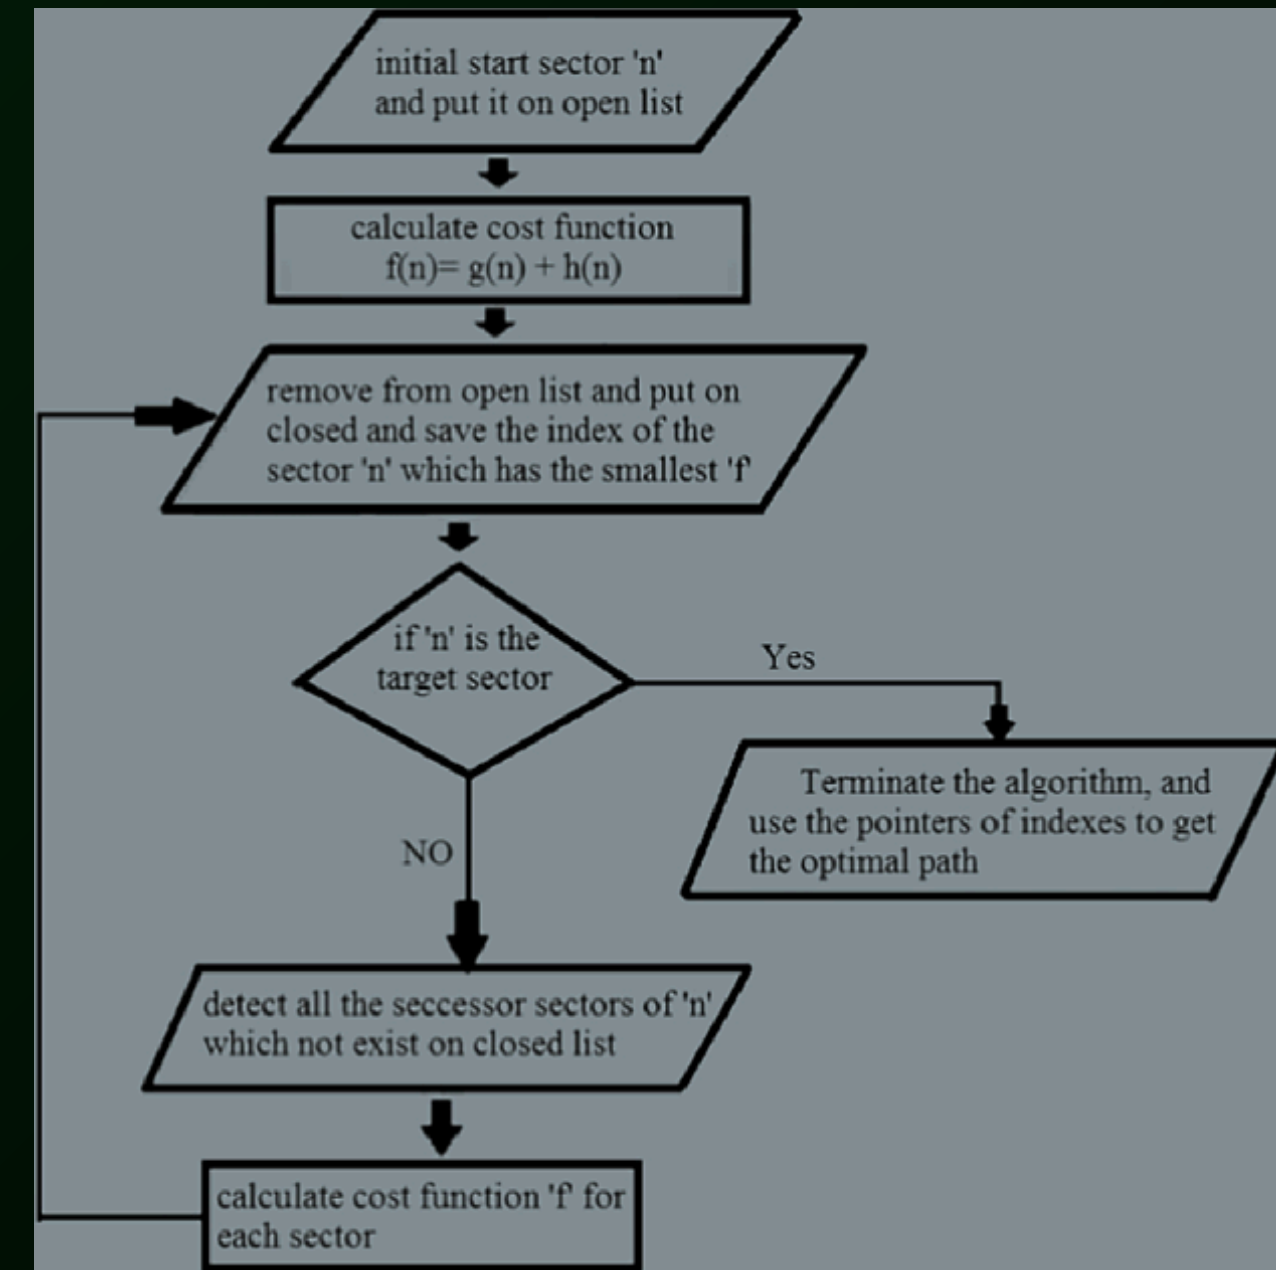 initial start sector 'n'
and put it on open list
calculate cost function
f(n)= g(n) + h(n)
remove from open list and put on
closed and save the index of the
sector 'n' which has the smallest 'f'
if 'n' is the
target sector
Yes
Terminate the algorithm, and
use the pointers of indexes to get
the optimal path
NO
detect all the seccessor sectors of 'n'
which not exist on closed list
calculate cost function 'f' for
each sector